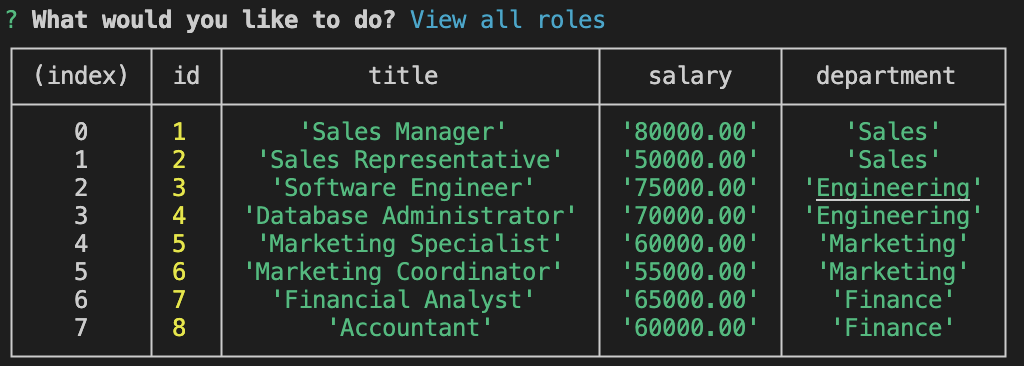 ? What would you like to do? View all roles
(index) id title salary department
0 1 'Sales Manager' '80000.00' 'Sales'
1 2 'Sales Representative' '50000.00' 'Sales'
2 3 'Software Engineer' '75000.00' 'Engineering'
3 4 'Database Administrator' '70000.00' 'Engineering'
4 5 'Marketing Specialist' '60000.00' 'Marketing'
5 6 'Marketing Coordinator' '55000.00' 'Marketing'
6 7 'Financial Analyst' '65000.00' 'Finance'
7 8 'Accountant' '60000.00' 'Finance'